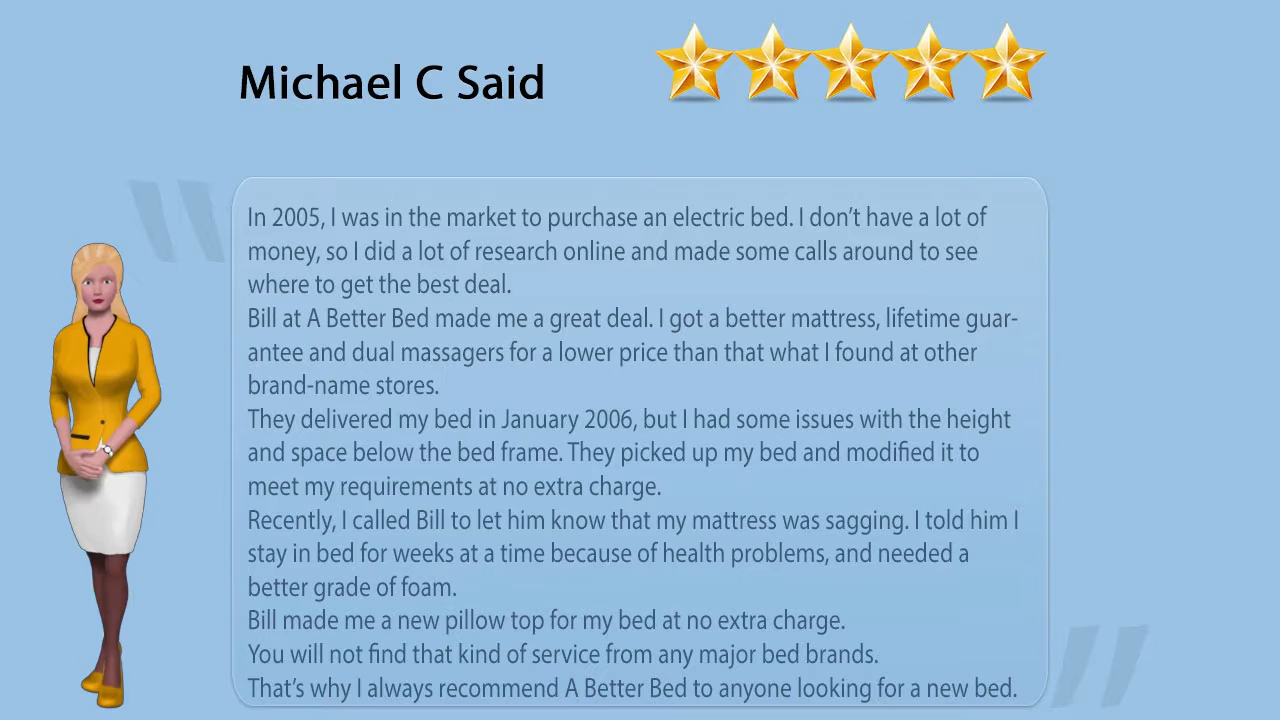 Michael C Said
In 2005, I was in the market to purchase an electric bed. I don’t have a lot of
money, so I did a lot of research online and made some calls around to see
where to get the best deal.
Bill at A Better Bed made me a great deal. I got a better mattress, lifetime guar-
antee and dual massagers for a lower price than that what I found at other
brand-name stores.
They delivered my bed in January 2006, but I had some issues with the height
and space below the bed frame. They picked up my bed and modified it to
meet my requirements at no extra charge.
Recently, I called Bill to let him know that my mattress was sagging. I told him I
stay in bed for weeks at a time because of health problems, and needed a
better grade of foam.
Bill made me a new pillow top for my bed at no extra charge.
You will not find that kind of service from any major bed brands.
That’s why I always recommend A Better Bed to anyone looking for a new bed.